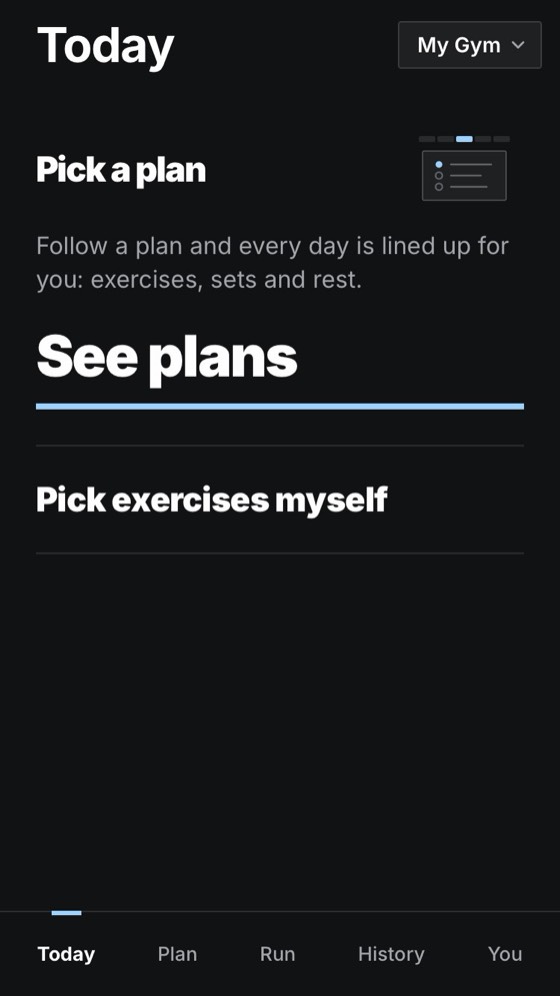 Today
My Gym
Pick a plan
Follow a plan and every day is lined up for
you: exercises, sets and rest.
See plans
Pick exercises myself
Today
Plan
Run
History
You